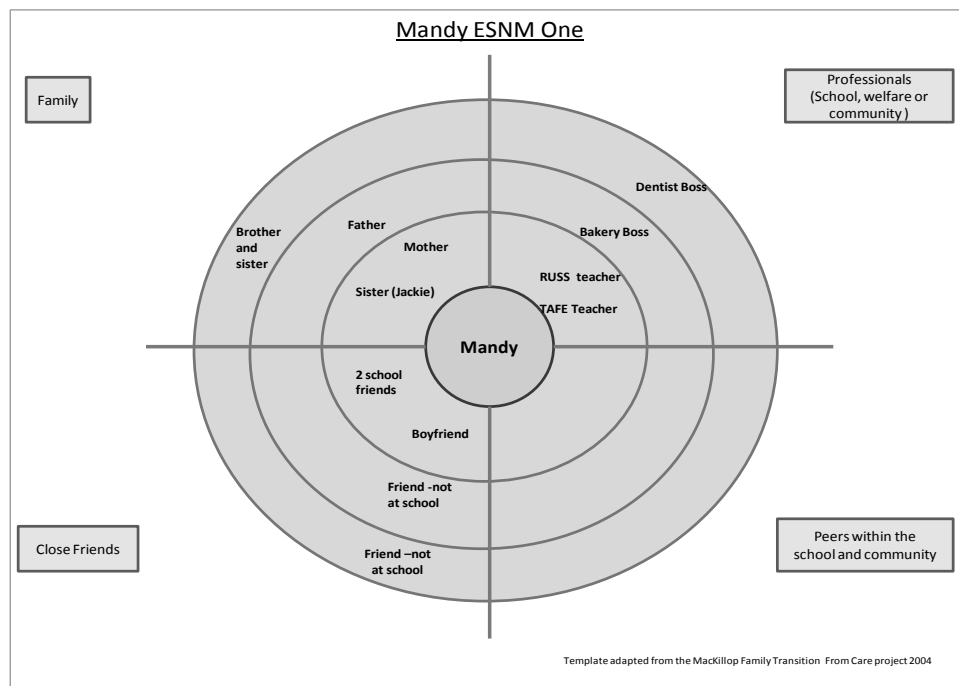 Mandy ESNM One
Family
Professionals
(School, welfare or
community )
Dentist Boss
Brother
and
sister
Father
Mother
Sister (Jackie)
Bakery Boss
RUSS teacher
TAFE Teacher
Mandy
2 school
friends
Boyfriend
Friend -not
at school
Friend –not
at school
Close Friends
Peers within the
school and community
Template adapted from the MacKillop Family Transition From Care project 2004